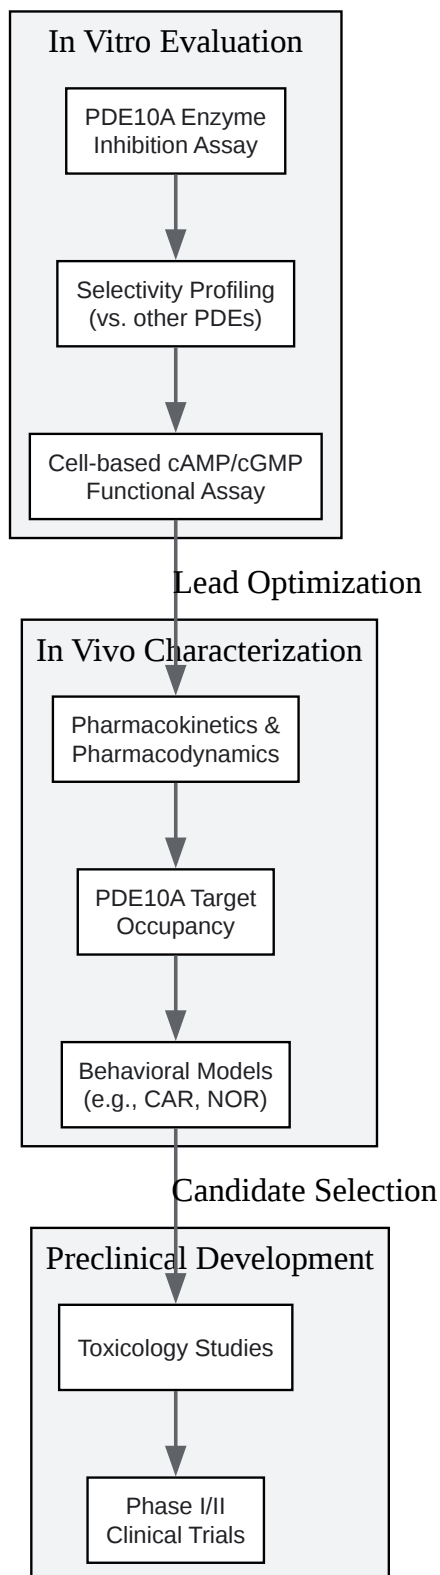 In Vitro Evaluation
PDE10A Enzyme
Inhibition Assay
Selectivity Profiling
(vs. other PDEs)
Cell-based cAMP/cGMP
Functional Assay
Lead Optimization
In Vivo Characterization
Pharmacokinetics &
Pharmacodynamics
PDE10A Target
Occupancy
Behavioral Models
(e.g., CAR, NOR)
Candidate Selection
Preclinical Development
Toxicology Studies
Phase I/II
Clinical Trials